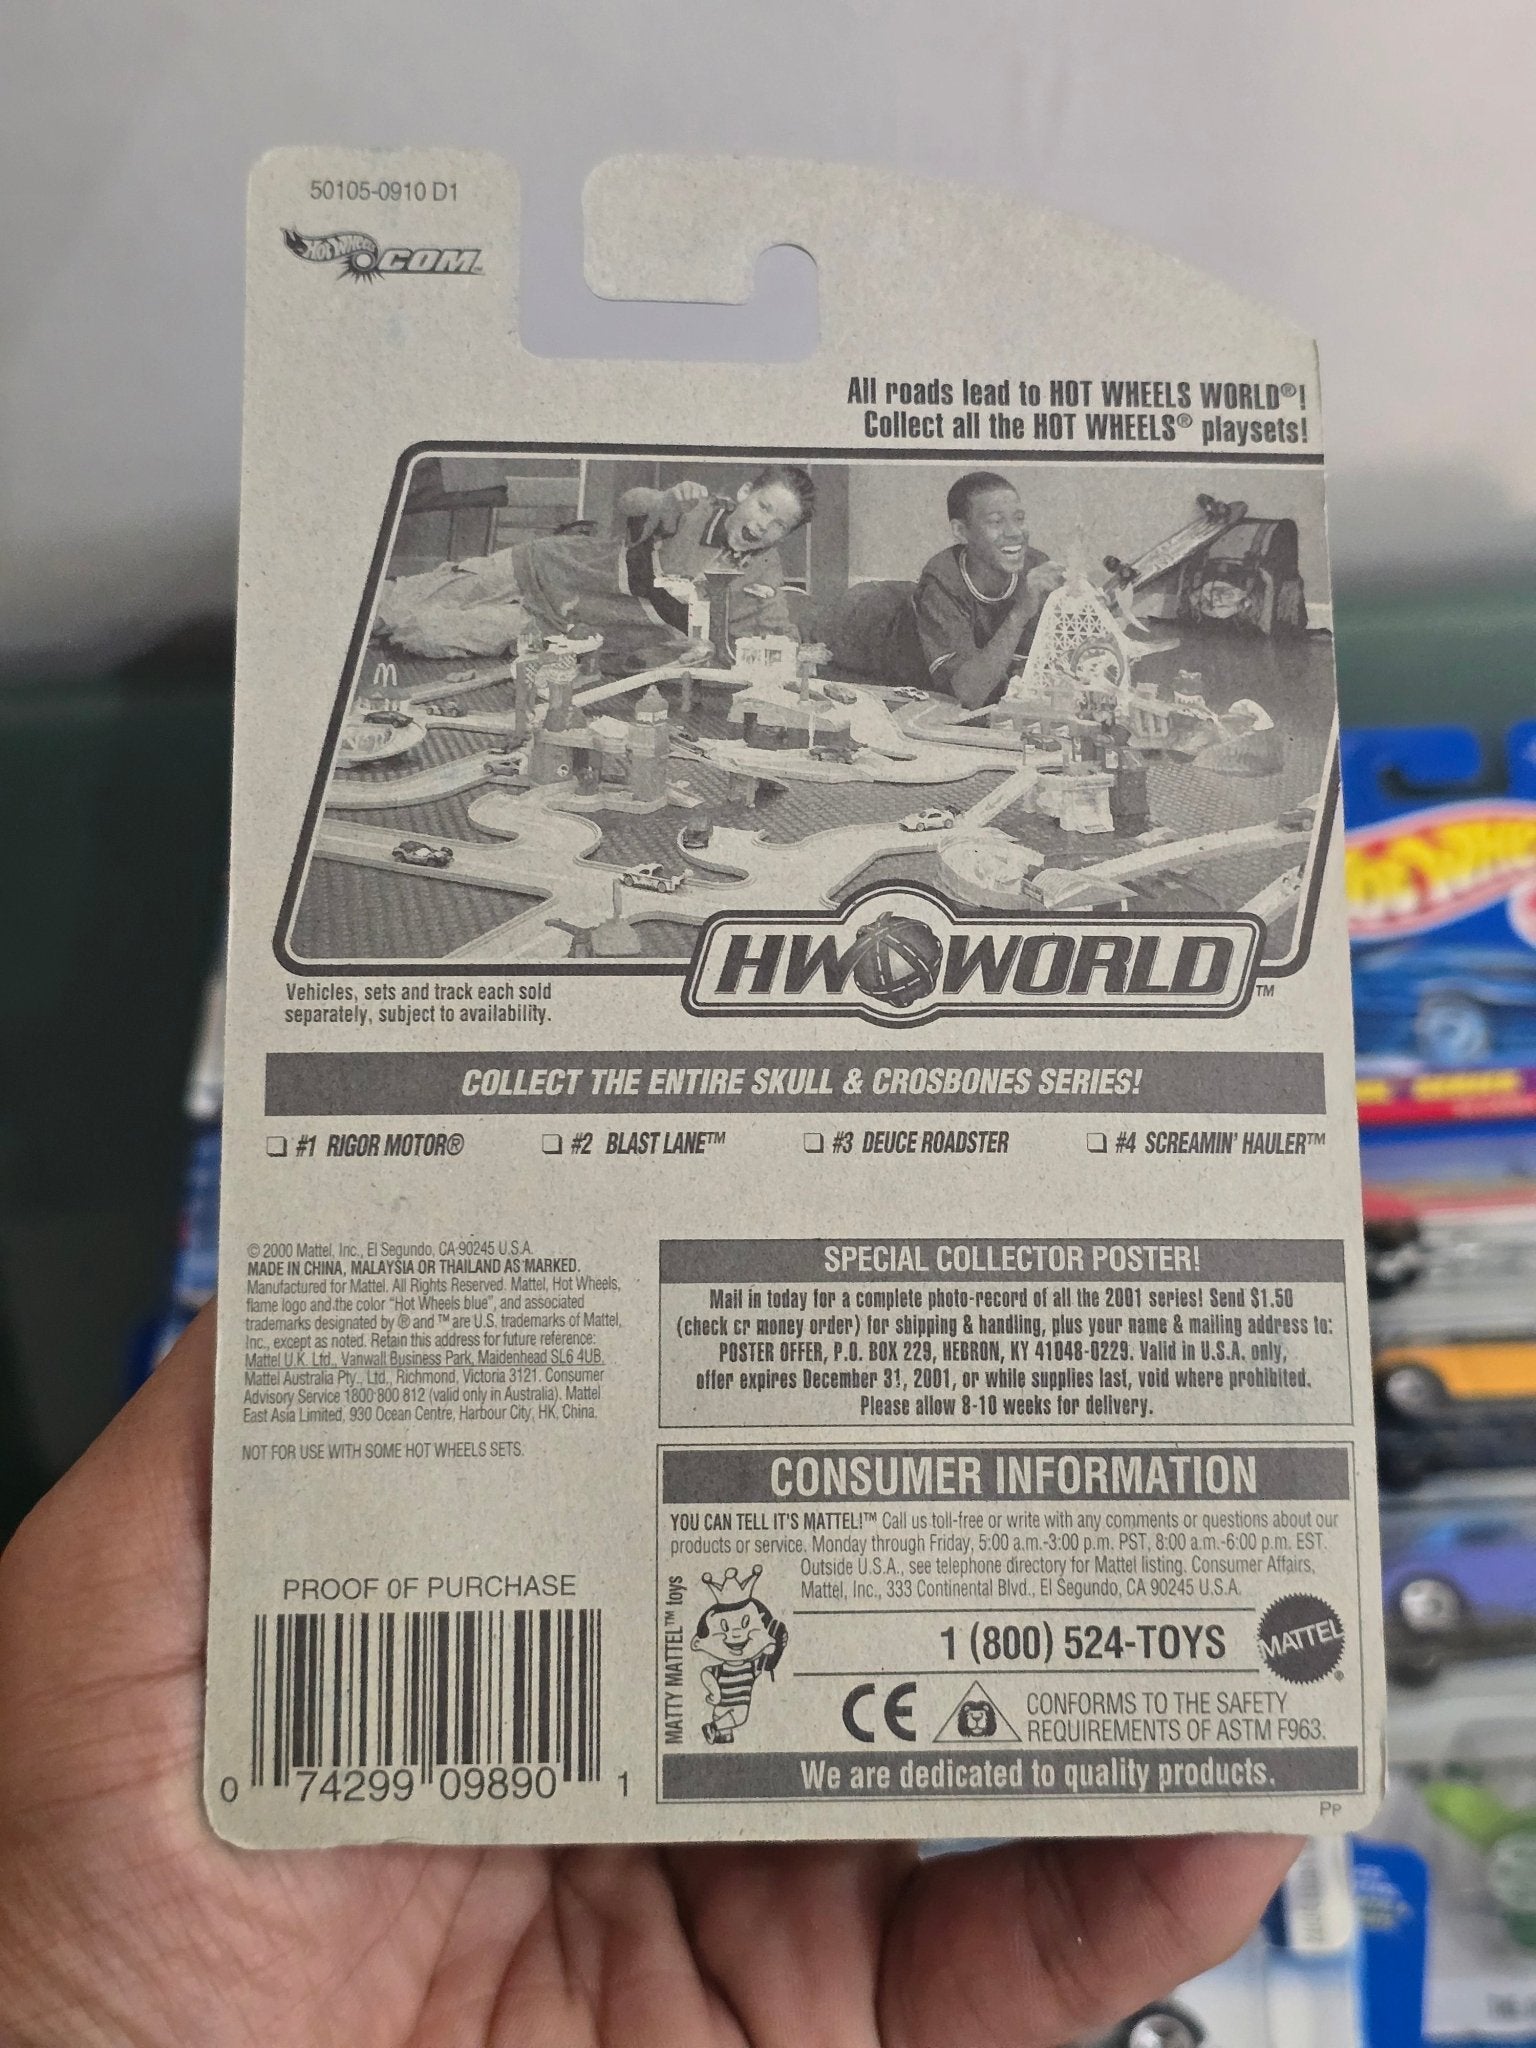 50105-0910 D1
HOT WHEELS .COM™
All roads lead to HOT WHEELS WORLD®!
Collect all the HOT WHEELS® playsets!
HW WORLD™
Vehicles, sets and track each sold
separately, subject to availability.
COLLECT THE ENTIRE SKULL & CROSBONES SERIES!
#1 RIGOR MOTOR®
#2 BLAST LANE™
#3 DEUCE ROADSTER
#4 SCREAMIN' HAULER™
© 2000 Mattel, Inc., El Segundo, CA 90245 U.S.A.
MADE IN CHINA, MALAYSIA OR THAILAND AS MARKED.
Manufactured for Mattel. All Rights Reserved. Mattel, Hot Wheels,
flame logo and the color "Hot Wheels blue", and associated
trademarks designated by ® and ™ are U.S. trademarks of Mattel,
Inc., except as noted. Retain this address for future reference:
Mattel U.K. Ltd., Vanwall Business Park, Maidenhead SL6 4UB.
Mattel Australia Pty., Ltd., Richmond, Victoria 3121. Consumer
Advisory Service 1800 800 812 (valid only in Australia). Mattel
East Asia Limited, 930 Ocean Centre, Harbour City, HK, China.
NOT FOR USE WITH SOME HOT WHEELS SETS.
SPECIAL COLLECTOR POSTER!
Mail in today for a complete photo-record of all the 2001 series! Send $1.50
(check or money order) for shipping & handling, plus your name & mailing address to:
POSTER OFFER, P.O. BOX 229, HEBRON, KY 41048-0229. Valid in U.S.A. only,
offer expires December 31, 2001, or while supplies last, void where prohibited.
Please allow 8-10 weeks for delivery.
CONSUMER INFORMATION
YOU CAN TELL IT'S MATTEL!™ Call us toll-free or write with any comments or questions about our
products or service. Monday through Friday, 5:00 a.m.-3:00 p.m. PST, 8:00 a.m.-6:00 p.m. EST.
Outside U.S.A., see telephone directory for Mattel listing. Consumer Affairs,
Mattel, Inc., 333 Continental Blvd., El Segundo, CA 90245 U.S.A.
MATTY MATTEL™ toys
1 (800) 524-TOYS
MATTEL®
CE
CONFORMS TO THE SAFETY
REQUIREMENTS OF ASTM F963.
We are dedicated to quality products.
PP
PROOF OF PURCHASE
0 74299 09890 1
HOT WHEE